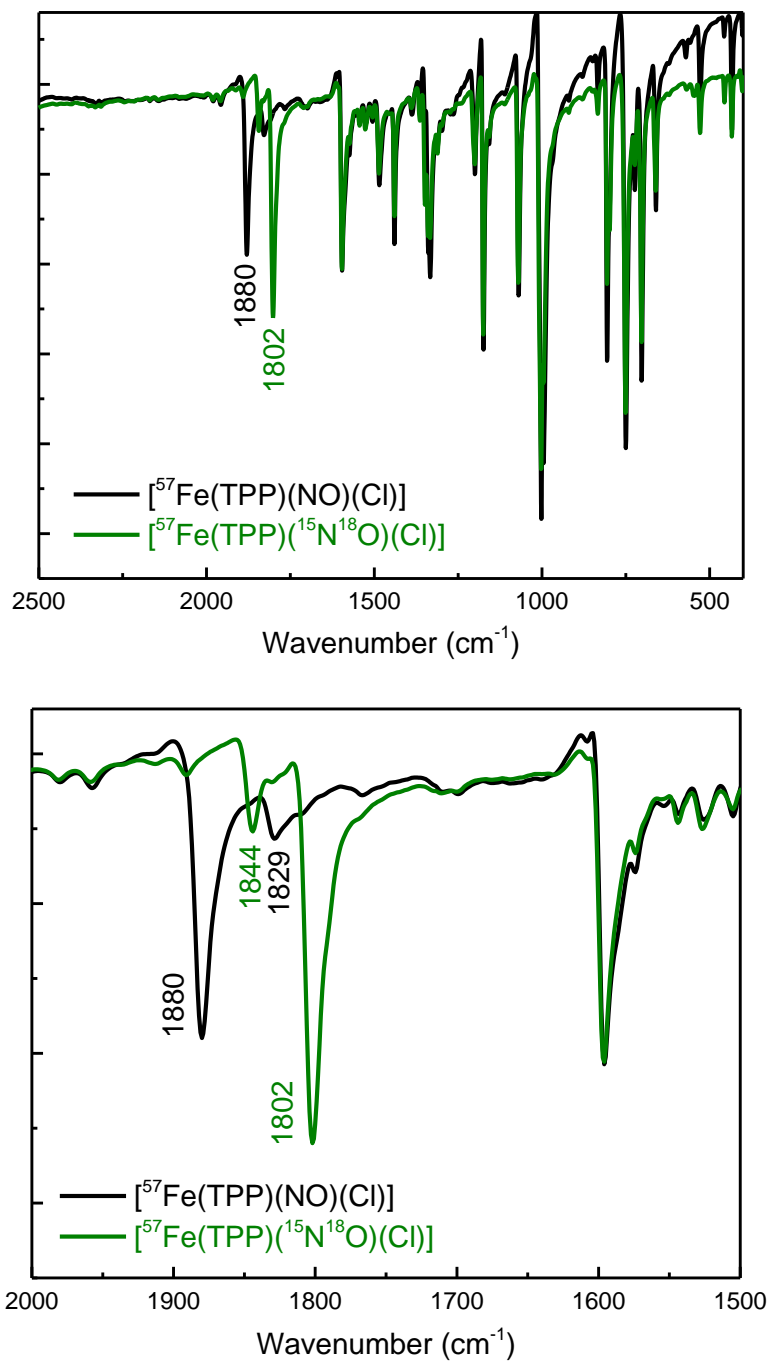 1880
1802
[⁵⁷Fe(TPP)(NO)(Cl)]
[⁵⁷Fe(TPP)(¹⁵N¹⁸O)(Cl)]
2500 2000 1500 1000 500
Wavenumber (cm⁻¹)
1844
1829
1880
1802
[⁵⁷Fe(TPP)(NO)(Cl)]
[⁵⁷Fe(TPP)(¹⁵N¹⁸O)(Cl)]
2000 1900 1800 1700 1600 1500
Wavenumber (cm⁻¹)